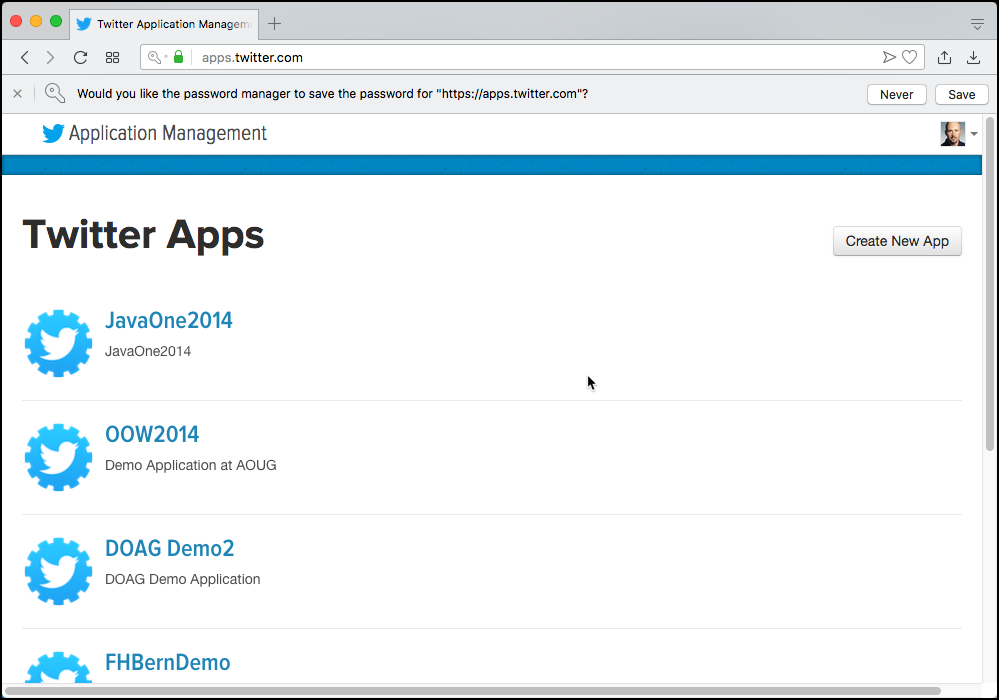 Twitter Application Managem
apps.twitter.com
Would you like the password manager to save the password for "https://apps.twitter.com"?
Never
Save
Application Management
Twitter Apps
Create New App
JavaOne2014
JavaOne2014
OOW2014
Demo Application at AOUG
DOAG Demo2
DOAG Demo Application
FHBernDemo